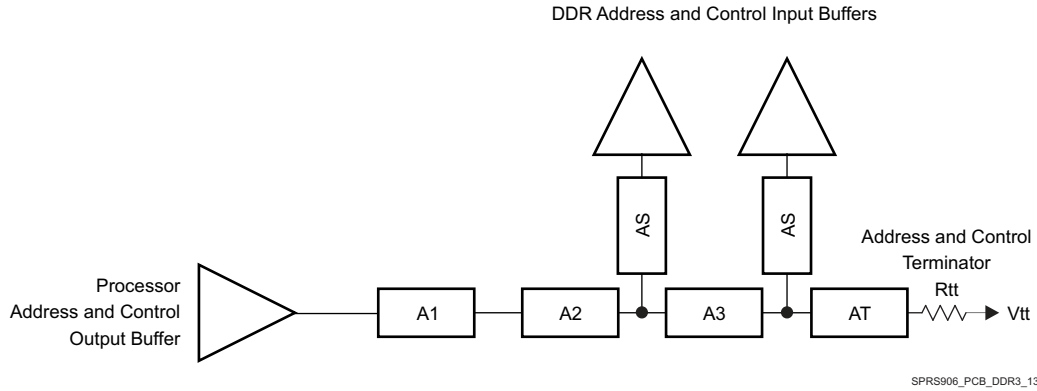 DDR Address and Control Input Buffers
AS
AS
Processor
Address and Control
Output Buffer
A1
A2
A3
AT
Address and Control
Terminator
Rtt
Vtt
SPRS906_PCB_DDR3_13